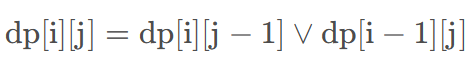 dp[i][j] = dp[i][j − 1] ∨ dp[i − 1][j]